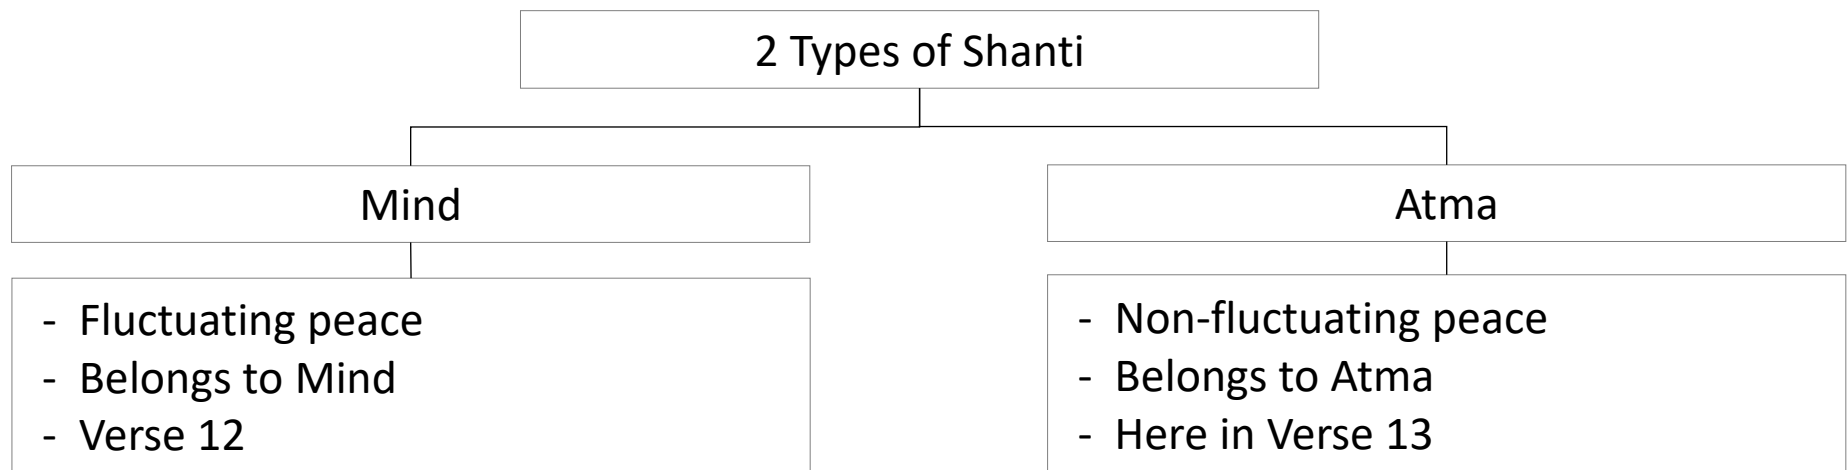 2 Types of Shanti
Mind
- Fluctuating peace
- Belongs to Mind
- Verse 12
Atma
- Non-fluctuating peace
- Belongs to Atma
- Here in Verse 13